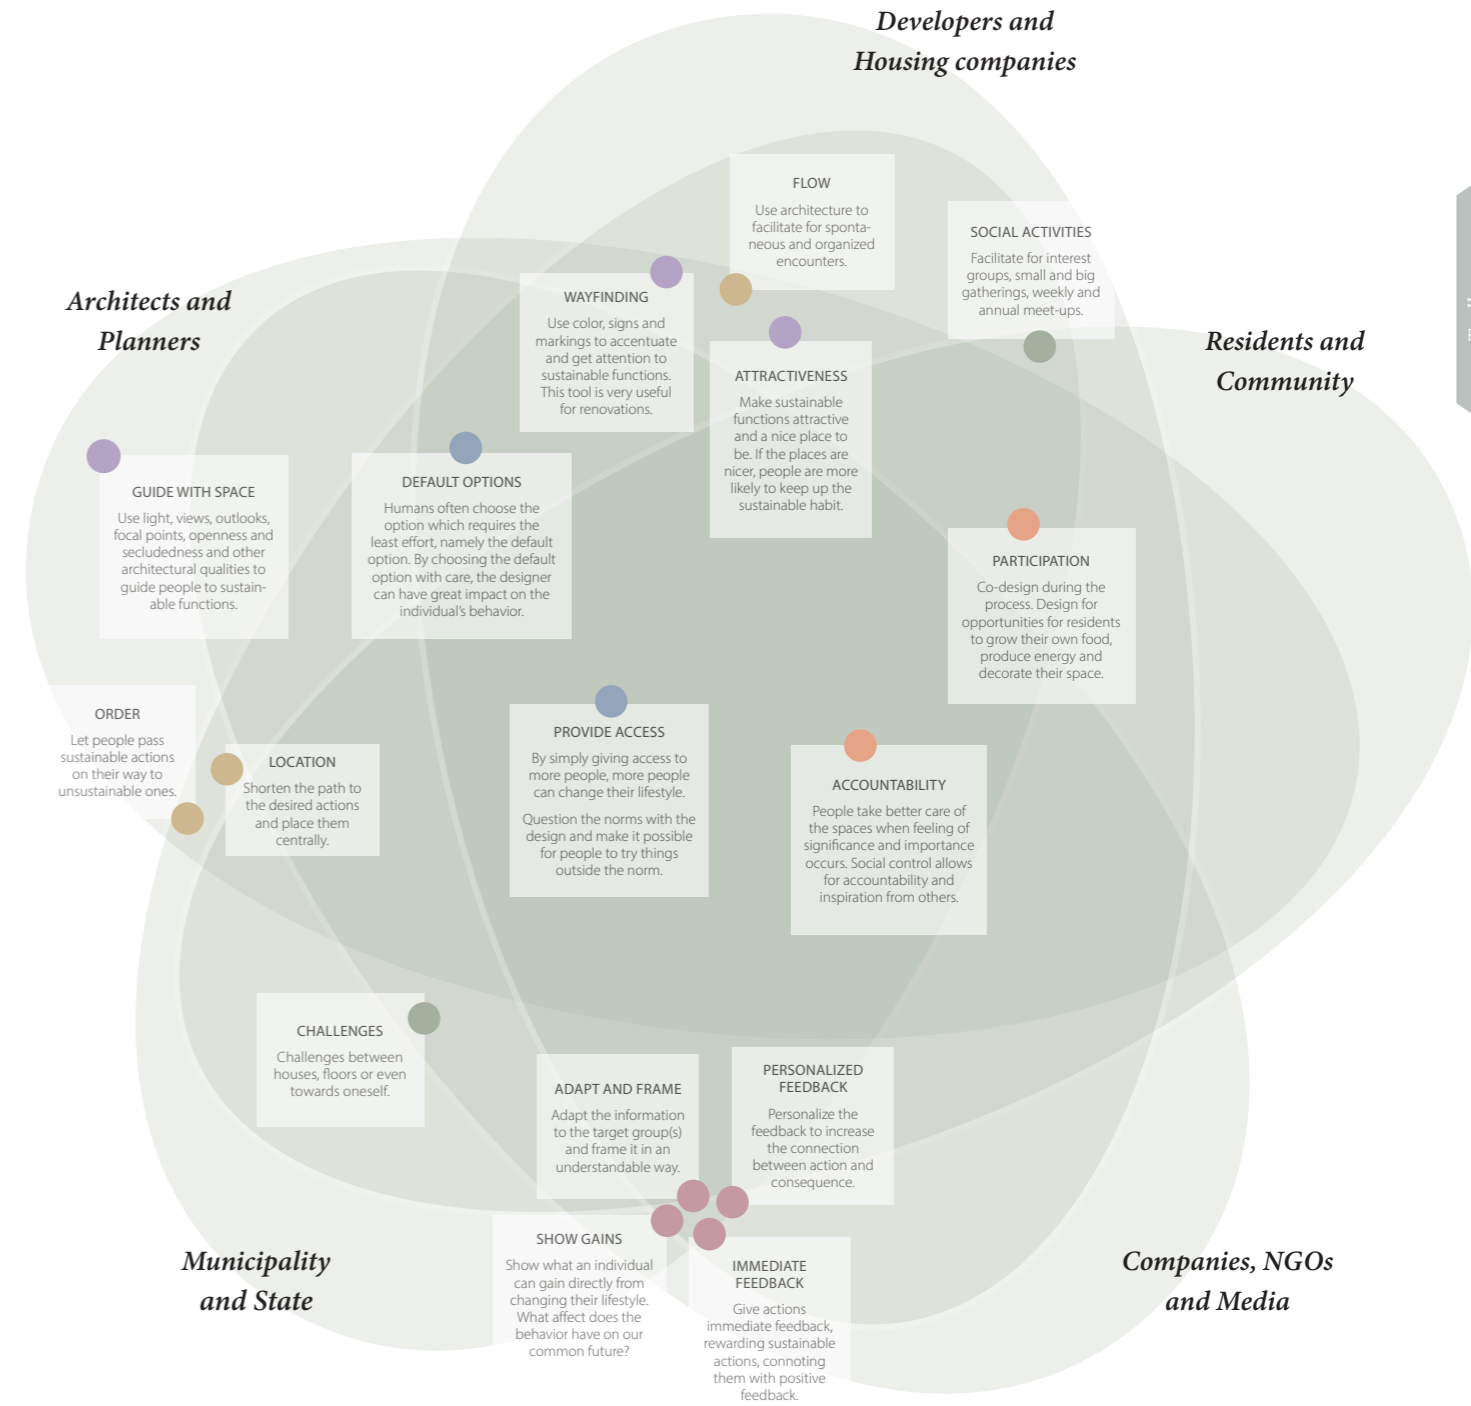 Developers and
Housing companies
FLOW
Use architecture to
facilitate for sponta-
neous and organized
encounters.
SOCIAL ACTIVITIES
Facilitate for interest
groups, small and big
gatherings, weekly and
annual meet-ups.
Architects and
Planners
WAYFINDING
Use color, signs and
markings to accentuate
and get attention to
sustainable functions.
This tool is very useful
for renovations.
Residents and
Community
ATTRACTIVENESS
Make sustainable
functions attractive
and a nice place to
be. If the places are
nicer, people are more
likely to keep up the
sustainable habit.
GUIDE WITH SPACE
Use light, views, outlooks,
focal points, openness and
secludedness and other
architectural qualities to
guide people to sustain-
able functions.
DEFAULT OPTIONS
Humans often choose the
option which requires the
least effort, namely the default
option. By choosing the default
option with care, the designer
can have great impact on the
individual's behavior.
PARTICIPATION
Co-design during the
process. Design for
opportunities for residents
to grow their own food,
produce energy and
decorate their space.
ORDER
Let people pass
sustainable actions
on their way to
unsustainable ones.
LOCATION
Shorten the path to
the desired actions
and place them
centrally.
PROVIDE ACCESS
By simply giving access to
more people, more people
can change their lifestyle.
Question the norms with the
design and make it possible
for people to try things
outside the norm.
ACCOUNTABILITY
People take better care of
the spaces when feeling of
significance and importance
occurs. Social control allows
for accountability and
inspiration from others.
CHALLENGES
Challenges between
houses, floors or even
towards oneself.
ADAPT AND FRAME
Adapt the information
to the target group(s)
and frame it in an
understandable way.
PERSONALIZED
FEEDBACK
Personalize the
feedback to increase
the connection
between action and
consequence.
SHOW GAINS
Show what an individual
can gain directly from
changing their lifestyle.
What affect does the
behavior have on our
common future?
IMMEDIATE
FEEDBACK
Give actions
immediate feedback,
rewarding sustainable
actions, connoting
them with positive
feedback.
Municipality
and State
Companies, NGOs
and Media